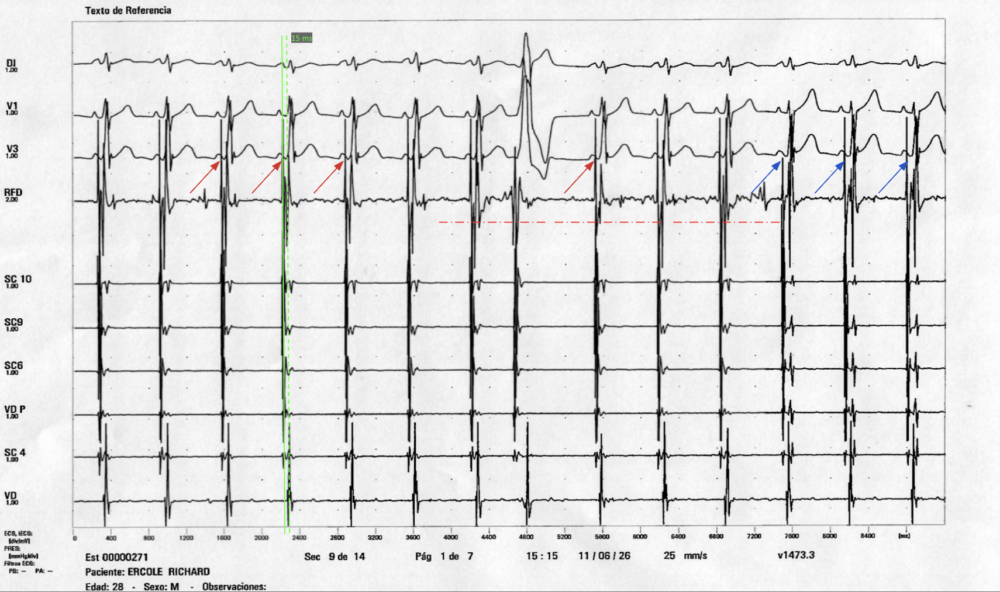 Texto de Referencia
15 ms
DI
1.00
V1
1.00
V3
1.00
RFD
2.00
SC 10
1.00
SC9
1.00
SC6
1.00
VD P
1.00
SC 4
1.00
VD
1.00
0 400 800 1200 1600 2000 2400 2800 3200 3600 4000 4400 4800 5200 5600 6000 6400 6800 7200 7800 6000 8400 [ms]
ECG, IECG:
[div/mV]
PRES:
[mmHg/div]
Filtros ECG:
PB: — PA: —
Est 00000271 Sec 9 de 14 Pág 1 de 7 15 : 15 11 / 06 / 26 25 mm/s v1473.3
Paciente: ERCOLE RICHARD
Edad: 28 - Sexo: M - Observaciones: